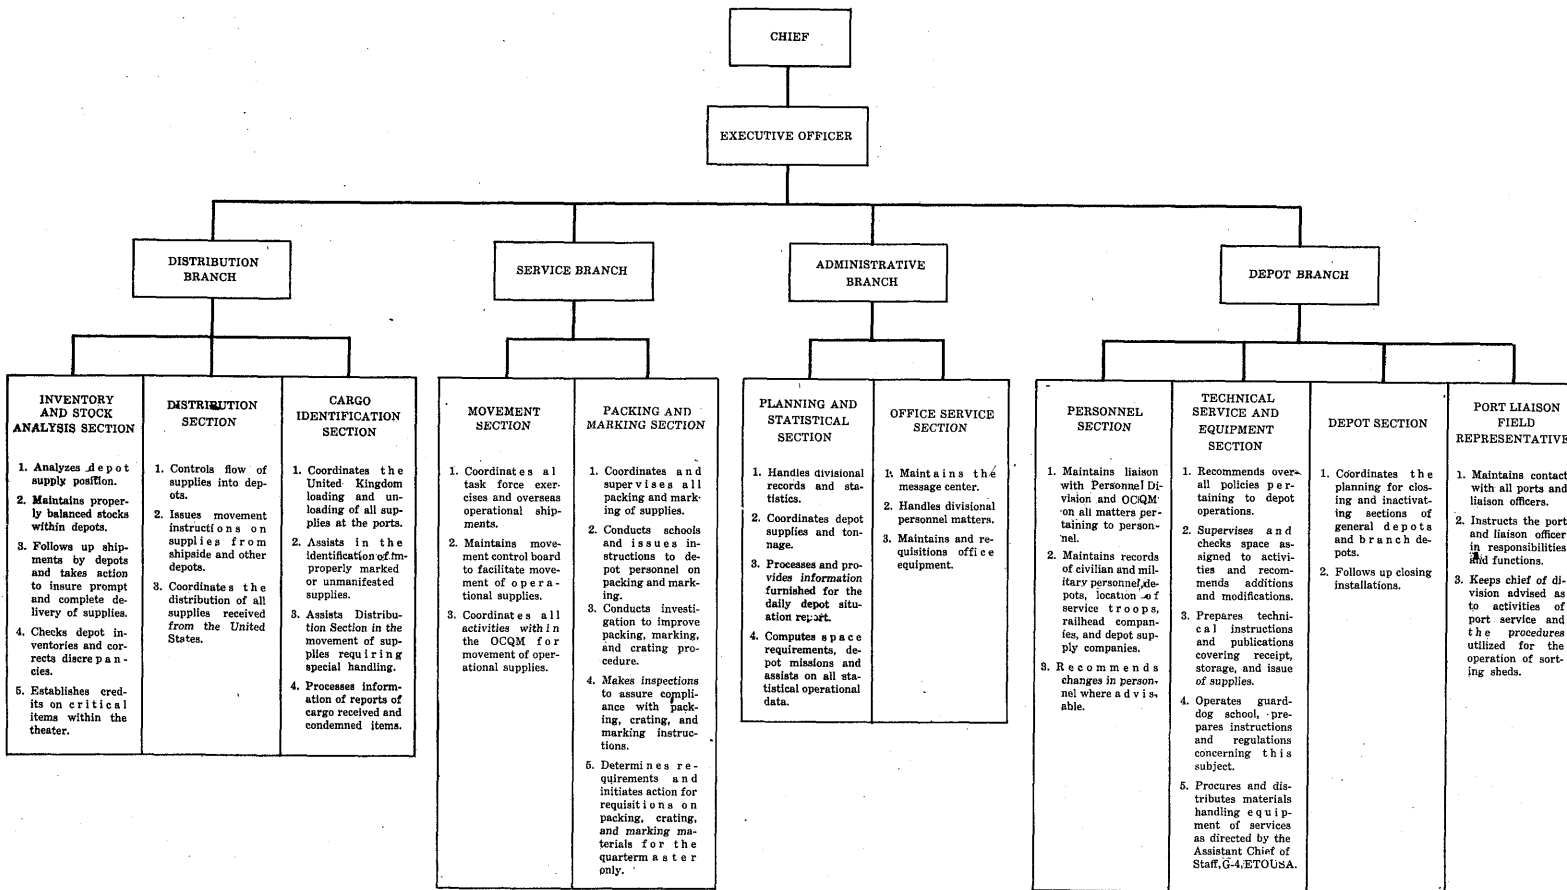 CHIEF
EXECUTIVE OFFICER
DISTRIBUTION
BRANCH
SERVICE BRANCH
ADMINISTRATIVE
BRANCH
DEPOT BRANCH
INVENTORY
AND STOCK
ANALYSIS SECTION
1. Analyzes depot
supply position.
2. Maintains proper-
ly balanced stocks
within depots.
3. Follows up ship-
ments by depots
and takes action
to insure prompt
and complete de-
livery of supplies.
4. Checks depot in-
ventories and cor-
rects discrepan-
cies.
5. Establishes cred-
its on critical
items within the
theater.
DISTRIBUTION
SECTION
1. Controls flow of
supplies into dep-
ots.
2. Issues movement
instructions on
supplies from
shipside and other
depots.
3. Coordinates the
distribution of all
supplies received
from the United
States.
CARGO
IDENTIFICATION
SECTION
1. Coordinates the
United Kingdom
loading and un-
loading of all sup-
plies at the ports.
2. Assists in the
identification of im-
properly marked
or unmanifested
supplies.
3. Assists Distribu-
tion Section in the
movement of sup-
plies requiring
special handling.
4. Processes inform-
ation of reports of
cargo received and
condemned items.
MOVEMENT
SECTION
1. Coordinates al
task force exer-
cises and overseas
operational ship-
ments.
2. Maintains move-
ment control board
to facilitate move-
ment of opera-
tional supplies.
3. Coordinates all
activities within
the OCQM for
movement of oper-
ational supplies.
PACKING AND
MARKING SECTION
1. Coordinates and
supervises all
packing and mark-
ing of supplies.
2. Conducts schools
and issues in-
structions to de-
pot personnel on
packing and mark-
ing.
3. Conducts investi-
gation to improve
packing, marking,
and crating pro-
cedure.
4. Makes inspections
to assure compli-
ance with pack-
ing, crating, and
marking instruc-
tions.
5. Determines re-
quirements and
initiates action for
requisitions on
packing, crating,
and marking ma-
terials for the
quartermaster
only.
PLANNING AND
STATISTICAL
SECTION
1. Handles divisional
records and sta-
tistics.
2. Coordinates depot
supplies and ton-
nage.
3. Processes and pro-
vides information
furnished for the
daily depot situ-
ation report.
4. Computes space
requirements, de-
pot missions and
assists on all sta-
tistical operational
data.
OFFICE SERVICE
SECTION
1. Maintains the
message center.
2. Handles divisional
personnel matters.
3. Maintains and re-
quisitions office
equipment.
PERSONNEL
SECTION
1. Maintains liaison
with Personnel Di-
vision and OCQM
on all matters per-
taining to person-
nel.
2. Maintains records
of civilian and mil-
itary personnel, de-
pots, location of
service troops,
railhead compan-
ies, and depot sup-
ply companies.
3. Recommends
changes in person-
nel where advis-
able.
TECHNICAL
SERVICE AND
EQUIPMENT
SECTION
1. Recommends over-
all policies per-
taining to depot
operations.
2. Supervises and
checks space as-
signed to activi-
ties and recom-
mends additions
and modifications.
3. Prepares techni-
cal instructions
and publications
covering receipt,
storage, and issue
of supplies.
4. Operates guard-
dog school, pre-
pares instructions
and regulations
concerning this
subject.
5. Procures and dis-
tributes materials
handling equip-
ment of services
as directed by the
Assistant Chief of
Staff, G-4, ETOUSA.
DEPOT SECTION
1. Coordinates the
planning for clos-
ing and inactivat-
ing sections of
general depots
and branch de-
pots.
2. Follows up closing
installations.
PORT LIAISON
FIELD
REPRESENTATIVE
1. Maintains contact
with all ports and
liaison officers.
2. Instructs the port
and liaison officer
in responsibilities
and functions.
3. Keeps chief of di-
vision advised as
to activities of
port service and
the procedures
utilized for the
operation of sort-
ing sheds.